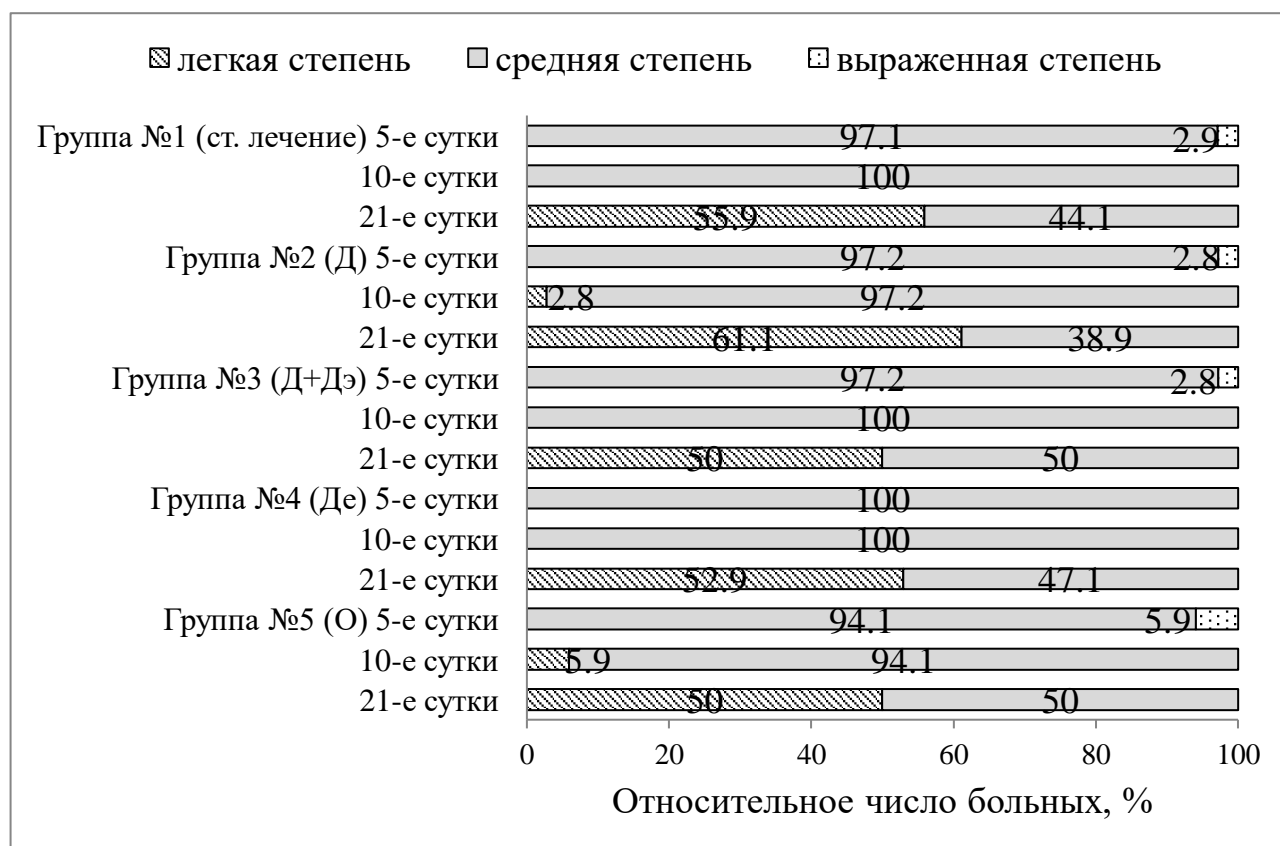 легкая степень средняя степень выраженная степень
Группа №1 (ст. лечение) 5-е сутки 97.1 2.9
10-е сутки 100
21-е сутки 55.9 44.1
Группа №2 (Д) 5-е сутки 97.2 2.8
10-е сутки 2.8 97.2
21-е сутки 61.1 38.9
Группа №3 (Д+Дэ) 5-е сутки 97.2 2.8
10-е сутки 100
21-е сутки 50 50
Группа №4 (Де) 5-е сутки 100
10-е сутки 100
21-е сутки 52.9 47.1
Группа №5 (О) 5-е сутки 94.1 5.9
10-е сутки 5.9 94.1
21-е сутки 50 50
0 20 40 60 80 100
Относительное число больных, %